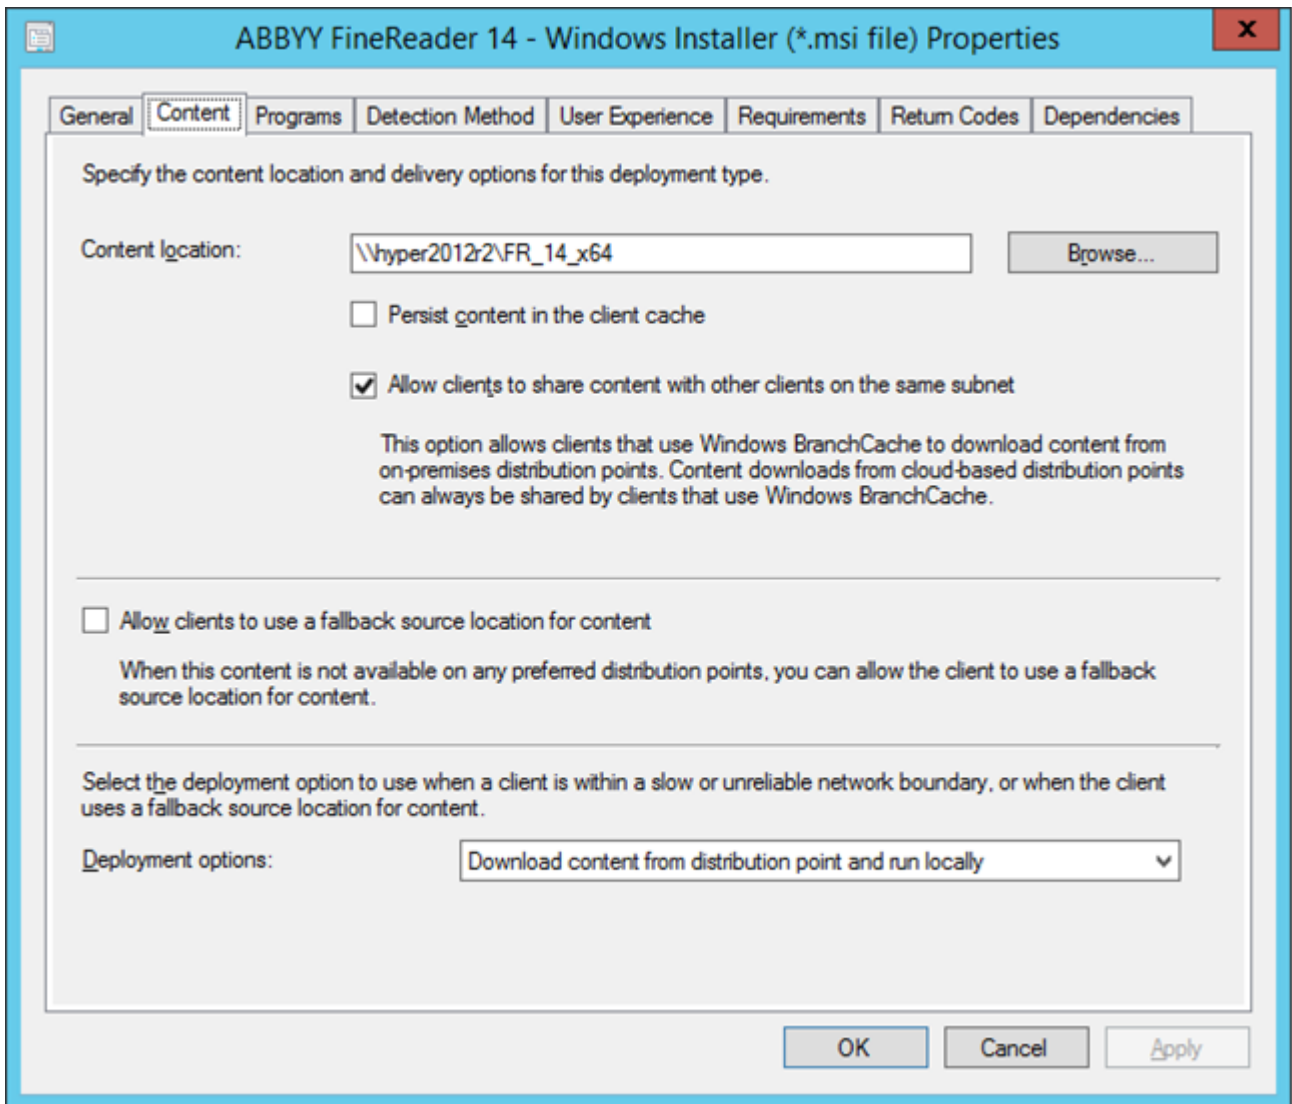 ABBYY FineReader 14 - Windows Installer (*.msi file) Properties
x
General Content Programs Detection Method User Experience Requirements Return Codes Dependencies
Specify the content location and delivery options for this deployment type.
Content location: \\hyper2012r2\FR_14_x64 Browse...
Persist content in the client cache
Allow clients to share content with other clients on the same subnet
This option allows clients that use Windows BranchCache to download content from
on-premises distribution points. Content downloads from cloud-based distribution points
can always be shared by clients that use Windows BranchCache.
Allow clients to use a fallback source location for content
When this content is not available on any preferred distribution points, you can allow the client to use a fallback
source location for content.
Select the deployment option to use when a client is within a slow or unreliable network boundary, or when the client
uses a fallback source location for content.
Deployment options: Download content from distribution point and run locally
OK Cancel Apply